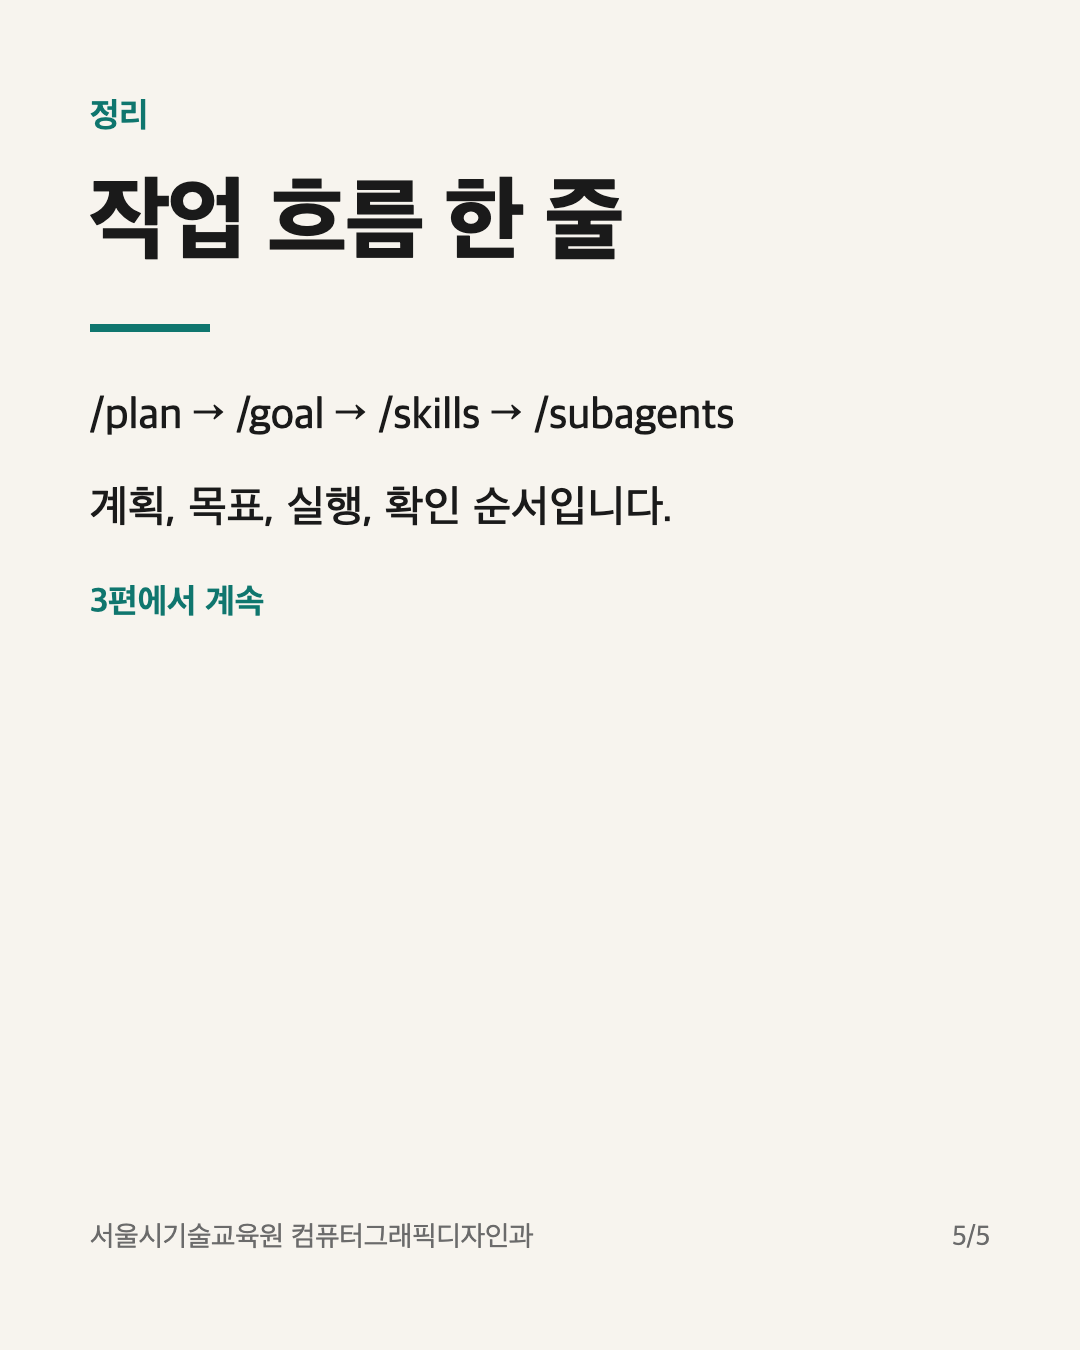 정리
작업 흐름 한 줄
/plan → /goal → /skills → /subagents
계획, 목표, 실행, 확인 순서입니다.
3편에서 계속
서울시기술교육원 컴퓨터그래픽디자인과
5/5